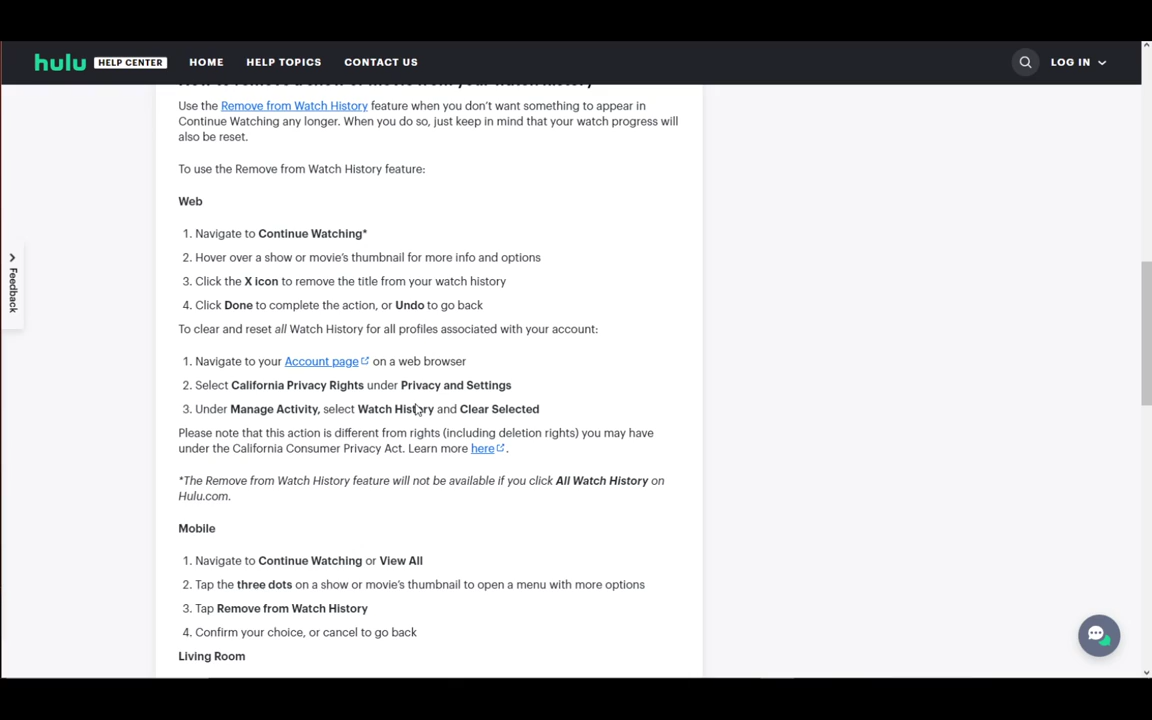 hulu HELP CENTER HOME HELP TOPICS CONTACT US LOG IN
How to remove a show or movie from your watch history
Use the Remove from Watch History feature when you don't want something to appear in
Continue Watching any longer. When you do so, just keep in mind that your watch progress will
also be reset.
To use the Remove from Watch History feature:
Web
1. Navigate to Continue Watching*
2. Hover over a show or movie's thumbnail for more info and options
3. Click the X icon to remove the title from your watch history
4. Click Done to complete the action, or Undo to go back
To clear and reset all Watch History for all profiles associated with your account:
1. Navigate to your Account page on a web browser
2. Select California Privacy Rights under Privacy and Settings
3. Under Manage Activity, select Watch History and Clear Selected
Please note that this action is different from rights (including deletion rights) you may have
under the California Consumer Privacy Act. Learn more here.
*The Remove from Watch History feature will not be available if you click All Watch History on
Hulu.com.
Mobile
1. Navigate to Continue Watching or View All
2. Tap the three dots on a show or movie's thumbnail to open a menu with more options
3. Tap Remove from Watch History
4. Confirm your choice, or cancel to go back
Living Room
Feedback